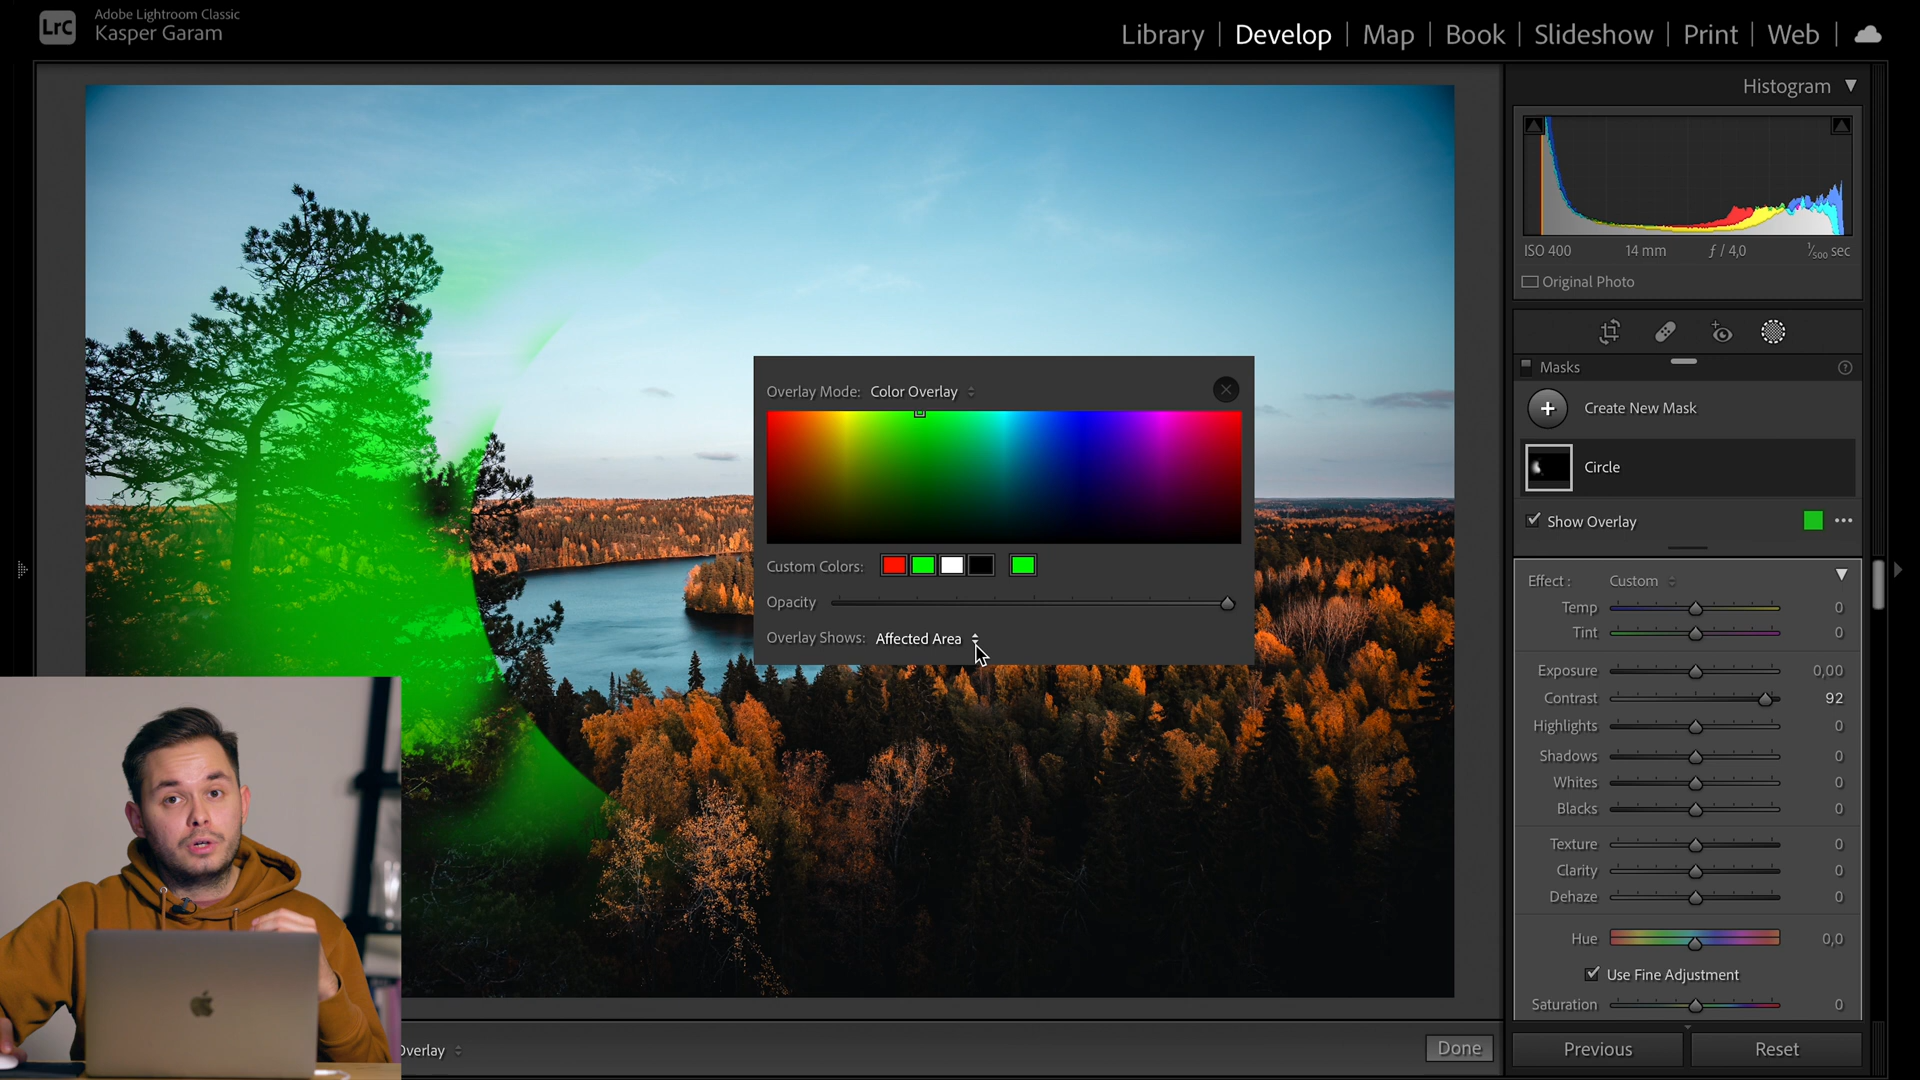 LrC
Adobe Lightroom Classic
Kasper Garam
Library | Develop | Map | Book | Slideshow | Print | Web |
Histogram
ISO 400 14 mm ƒ / 4,0 1/500 sec
Original Photo
Masks
Create New Mask
Circle
Show Overlay
Overlay Mode: Color Overlay
Custom Colors:
Opacity
Overlay Shows: Affected Area
Effect : Custom
Temp 0
Tint 0
Exposure 0,00
Contrast 92
Highlights 0
Shadows 0
Whites 0
Blacks 0
Texture 0
Clarity 0
Dehaze 0
Hue 0,0
Use Fine Adjustment
Saturation 0
Overlay
Done
Previous
Reset